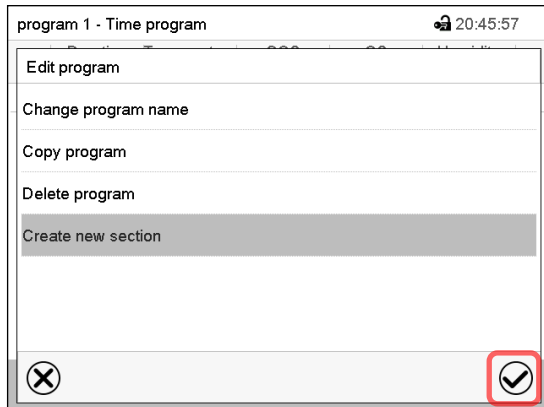 program 1 - Time program 20:45:57
Edit program
Change program name
Copy program
Delete program
Create new section